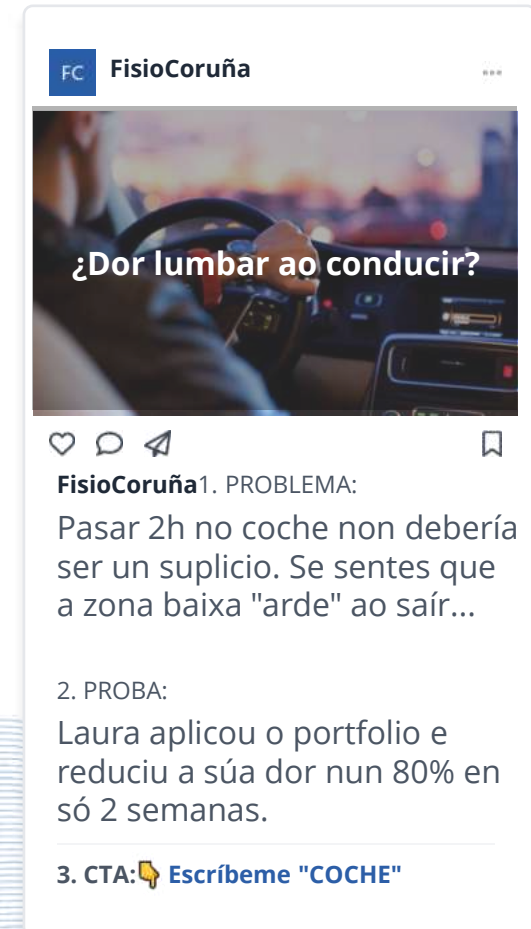 FC FisioCoruña
¿Dor lumbar ao conducir?
FisioCoruña1. PROBLEMA:
Pasar 2h no coche non debería
ser un suplicio. Se sentes que
a zona baixa "arde" ao saír...
2. PROBA:
Laura aplicou o portfolio e
reduciu a súa dor nun 80% en
só 2 semanas.
3. CTA:👇 Escríbeme "COCHE"